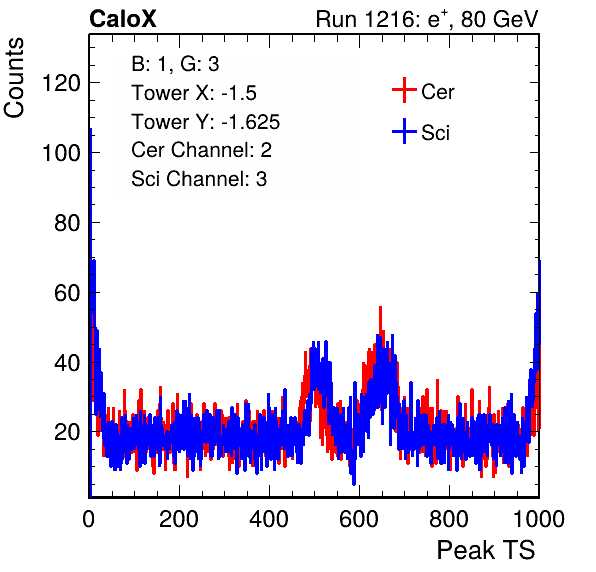 CaloX Run 1216: e+, 80 GeV
B: 1, G: 3
Tower X: -1.5
Tower Y: -1.625
Cer Channel: 2
Sci Channel: 3
Cer
Sci
Counts
120
100
80
60
40
20
0 200 400 600 800 1000
Peak TS